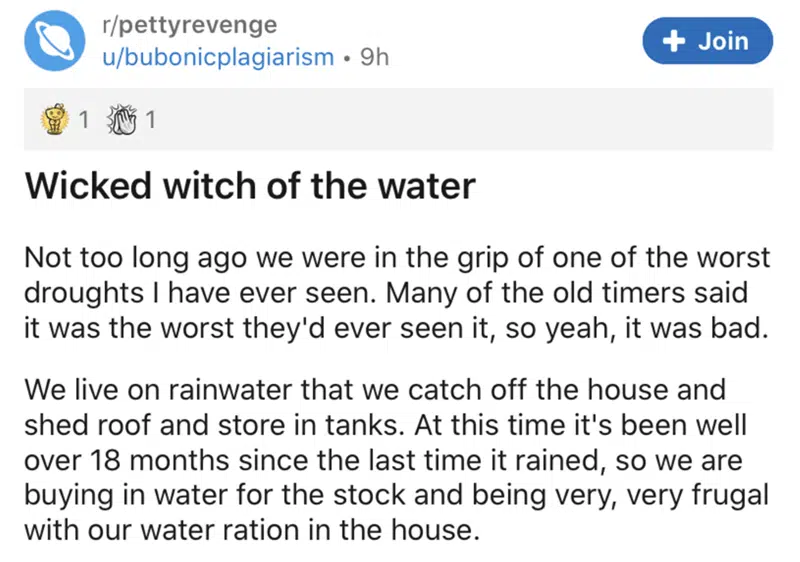 r/pettyrevenge
u/bubonicplagiarism • 9h
+ Join
1 1
Wicked witch of the water
Not too long ago we were in the grip of one of the worst
droughts I have ever seen. Many of the old timers said
it was the worst they'd ever seen it, so yeah, it was bad.
We live on rainwater that we catch off the house and
shed roof and store in tanks. At this time it's been well
over 18 months since the last time it rained, so we are
buying in water for the stock and being very, very frugal
with our water ration in the house.